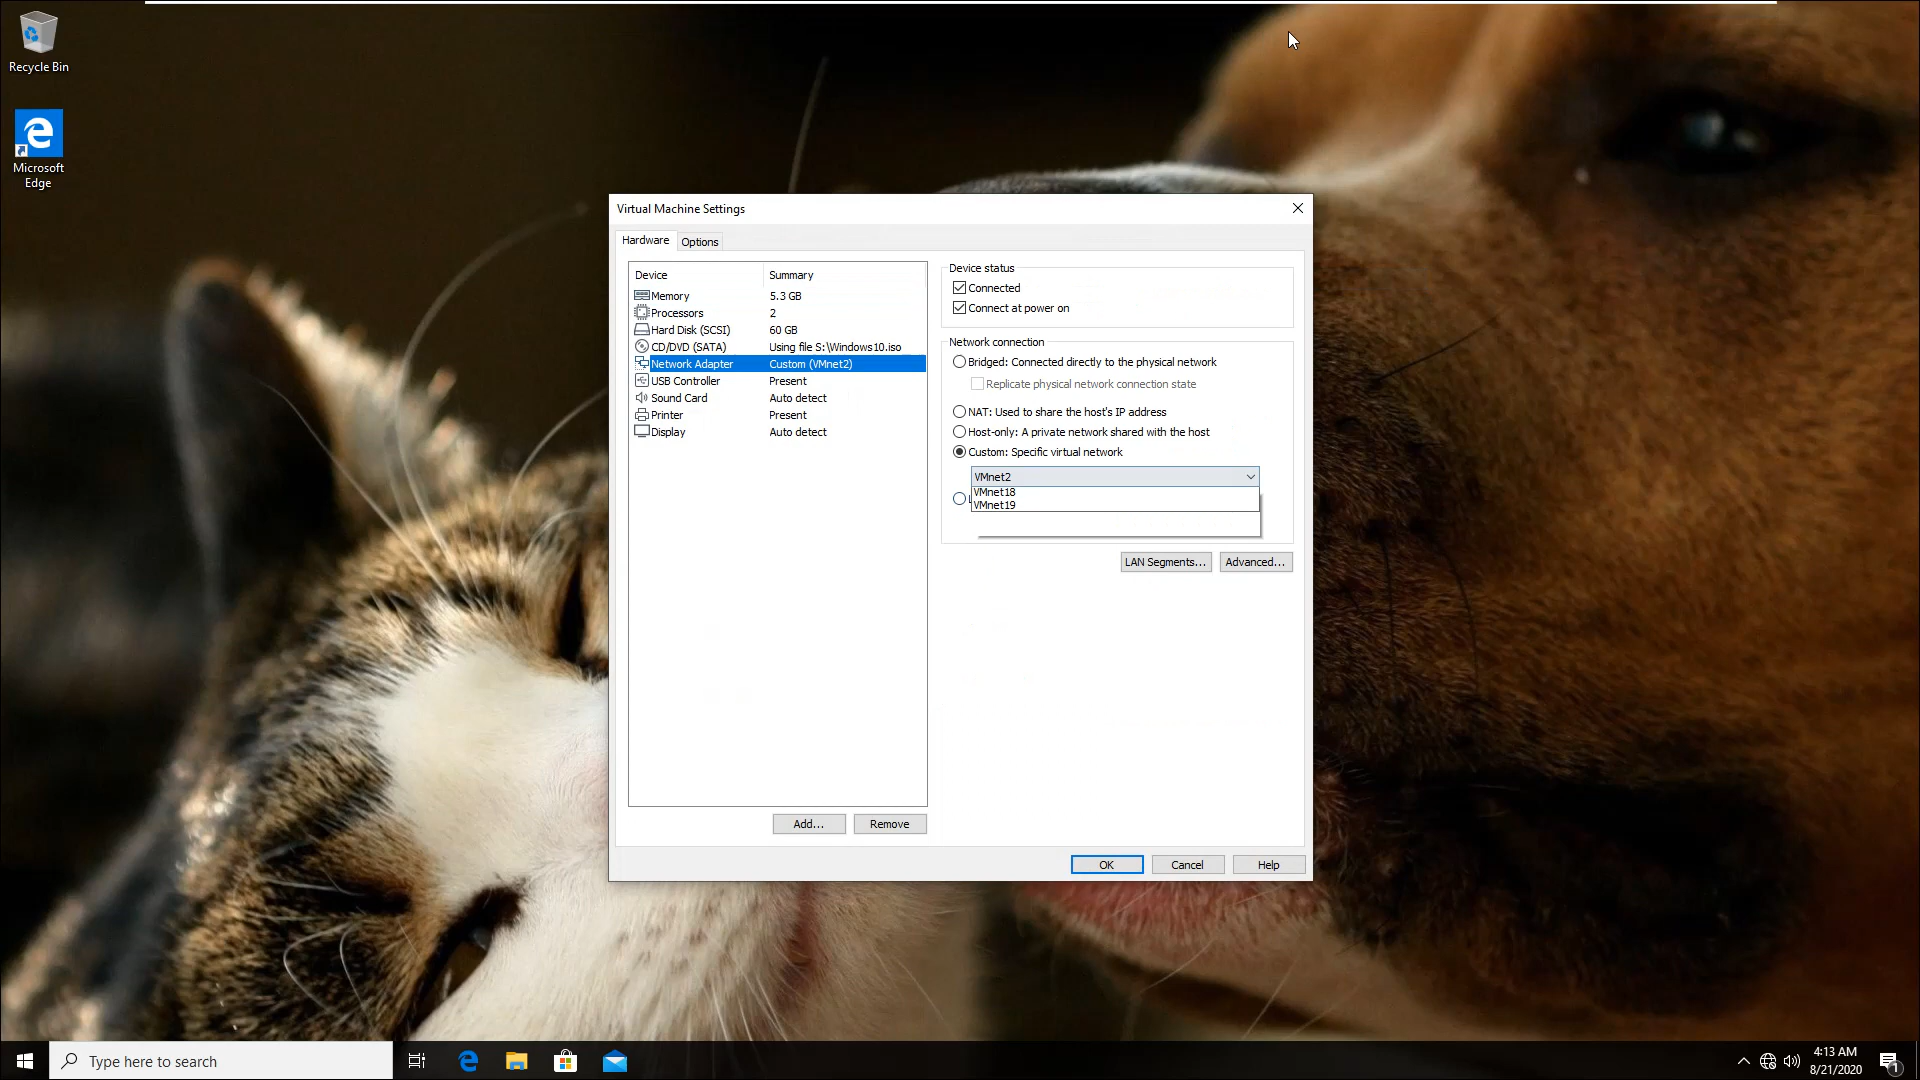 Recycle Bin
Microsoft
Edge
Virtual Machine Settings
Hardware
Options
Device
Summary
Memory
5.3 GB
Processors
2
Hard Disk (SCSI)
60 GB
CD/DVD (SATA)
Using file S:\Windows10.iso
Network Adapter
Custom (VMnet2)
USB Controller
Present
Sound Card
Auto detect
Printer
Present
Display
Auto detect
Add...
Remove
Device status
Connected
Connect at power on
Network connection
Bridged: Connected directly to the physical network
Replicate physical network connection state
NAT: Used to share the host's IP address
Host-only: A private network shared with the host
Custom: Specific virtual network
VMnet2
VMnet18
VMnet19
LAN Segments...
Advanced...
OK
Cancel
Help
Type here to search
4:13 AM
8/21/2020
1